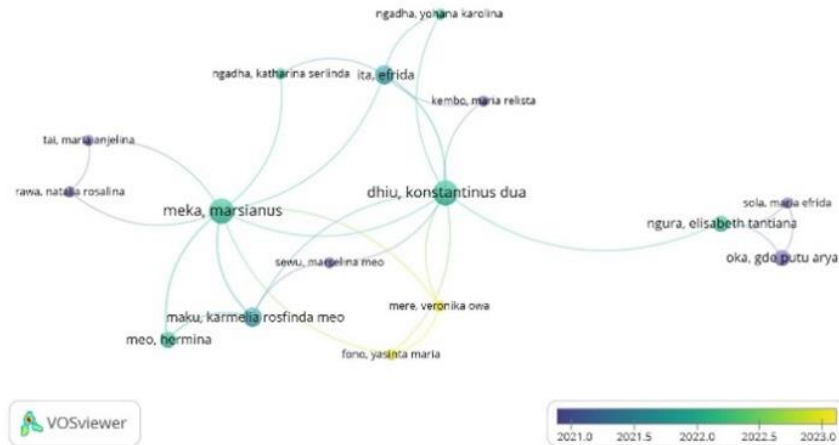 ngadha, yohana karolina
ngadha, katharina serlinda
ita, efrida
kembo, maria relista
tai, maria anjelina
rawa, natalia rosalina
dhiu, konstantinus dua
meka, marsianus
sola, maria efrida
ngura, elisabeth tantiana
oka, gde putu arya
sewu, marselina meo
mere, veronika owa
maku, karmelia rosfinda meo
meo, hermina
fono, yasinta maria
VOSviewer
2021.0 2021.5 2022.0 2022.5 2023.0